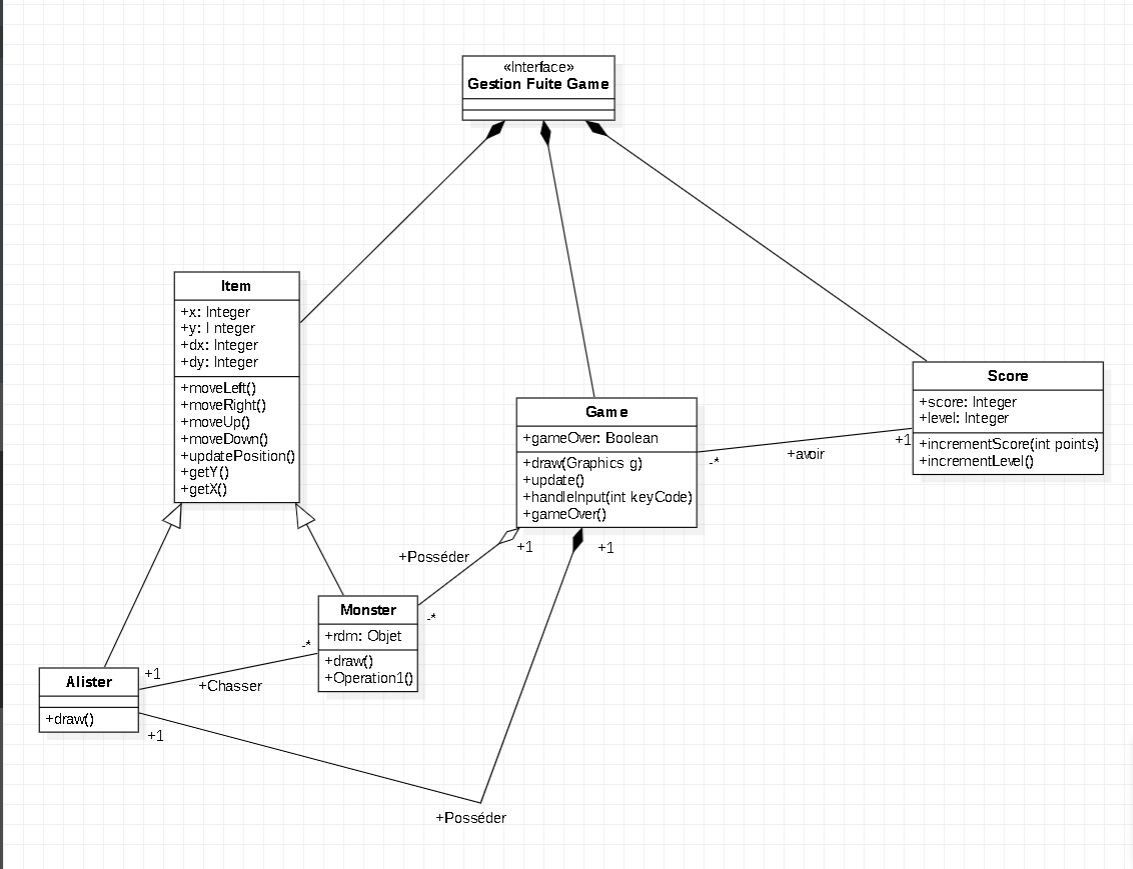 «Interface»
Gestion Fuite Game
Item
+x: Integer
+y: I nteger
+dx: Integer
+dy: Integer
+moveLeft()
+moveRight()
+moveUp()
+moveDown()
+updatePosition()
+getY()
+getX()
Game
+gameOver: Boolean
+draw(Graphics g)
+update()
+handleInput(int keyCode)
+gameOver()
Score
+score: Integer
+level: Integer
+incrementScore(int points)
+incrementLevel()
+1
+avoir
-*
+Posséder
+1
+1
-*
Monster
+rdm: Objet
+draw()
+Operation1()
-*
+1
+Chasser
Alister
+draw()
+1
+Posséder